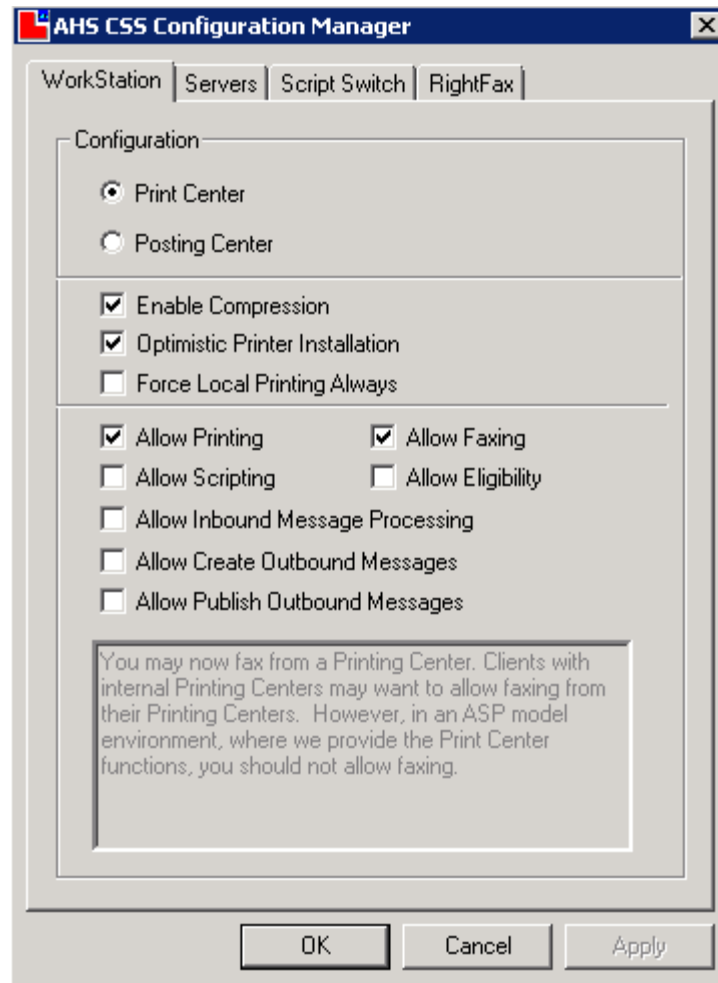 AHS CSS Configuration Manager
WorkStation Servers Script Switch RightFax
Configuration
Print Center
Posting Center
Enable Compression
Optimistic Printer Installation
Force Local Printing Always
Allow Printing Allow Faxing
Allow Scripting Allow Eligibility
Allow Inbound Message Processing
Allow Create Outbound Messages
Allow Publish Outbound Messages
You may now fax from a Printing Center. Clients with
internal Printing Centers may want to allow faxing from
their Printing Centers. However, in an ASP model
environment, where we provide the Print Center
functions, you should not allow faxing.
OK Cancel Apply